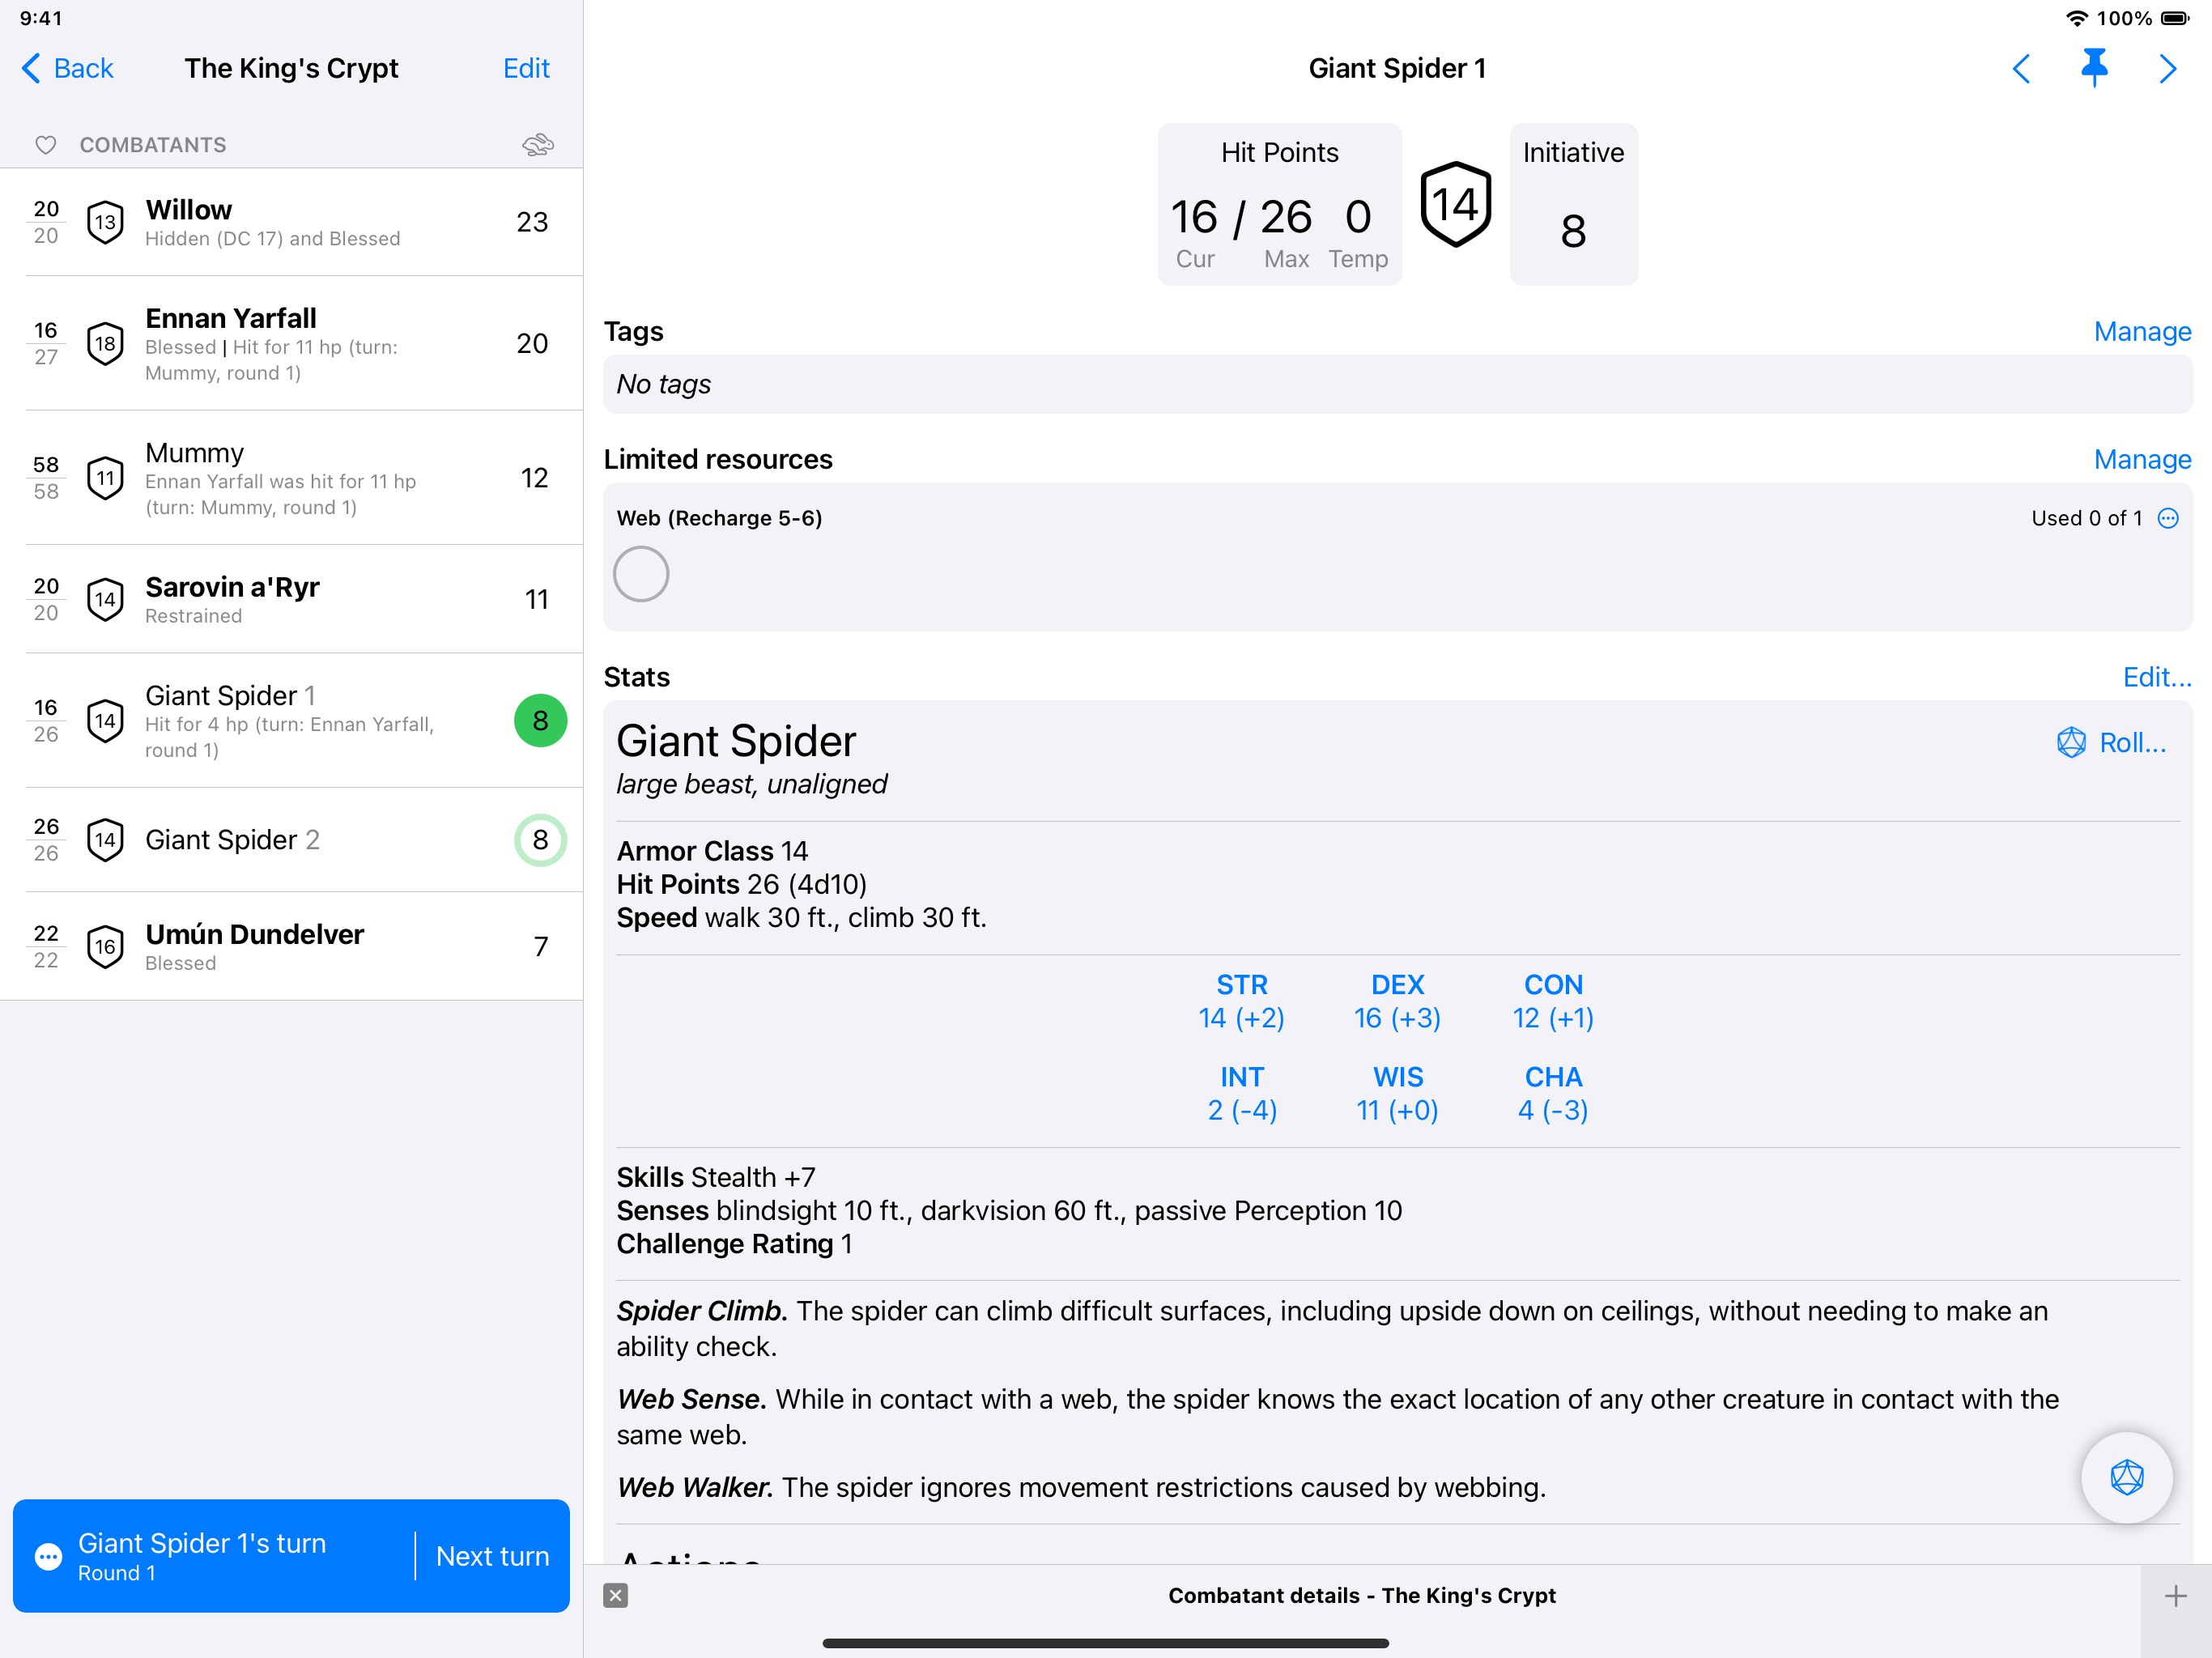 9:41
100%
Back
The King's Crypt
Edit
COMBATANTS
20
20
13
Willow
Hidden (DC 17) and Blessed
23
16
27
18
Ennan Yarfall
Blessed | Hit for 11 hp (turn:
Mummy, round 1)
20
58
58
11
Mummy
Ennan Yarfall was hit for 11 hp
(turn: Mummy, round 1)
12
20
20
14
Sarovin a'Ryr
Restrained
11
16
26
14
Giant Spider 1
Hit for 4 hp (turn: Ennan Yarfall,
round 1)
8
26
26
14
Giant Spider 2
8
22
22
16
Umún Dundelver
Blessed
7
Giant Spider 1's turn
Round 1
Next turn
Giant Spider 1
Hit Points
16 / 26 0
Cur Max Temp
14
Initiative
8
Tags
Manage
No tags
Limited resources
Manage
Web (Recharge 5-6)
Used 0 of 1
Stats
Edit...
Giant Spider
Roll...
large beast, unaligned
Armor Class 14
Hit Points 26 (4d10)
Speed walk 30 ft., climb 30 ft.
STR DEX CON
14 (+2) 16 (+3) 12 (+1)
INT WIS CHA
2 (-4) 11 (+0) 4 (-3)
Skills Stealth +7
Senses blindsight 10 ft., darkvision 60 ft., passive Perception 10
Challenge Rating 1
Spider Climb. The spider can climb difficult surfaces, including upside down on ceilings, without needing to make an
ability check.
Web Sense. While in contact with a web, the spider knows the exact location of any other creature in contact with the
same web.
Web Walker. The spider ignores movement restrictions caused by webbing.
Actions
Combatant details - The King's Crypt